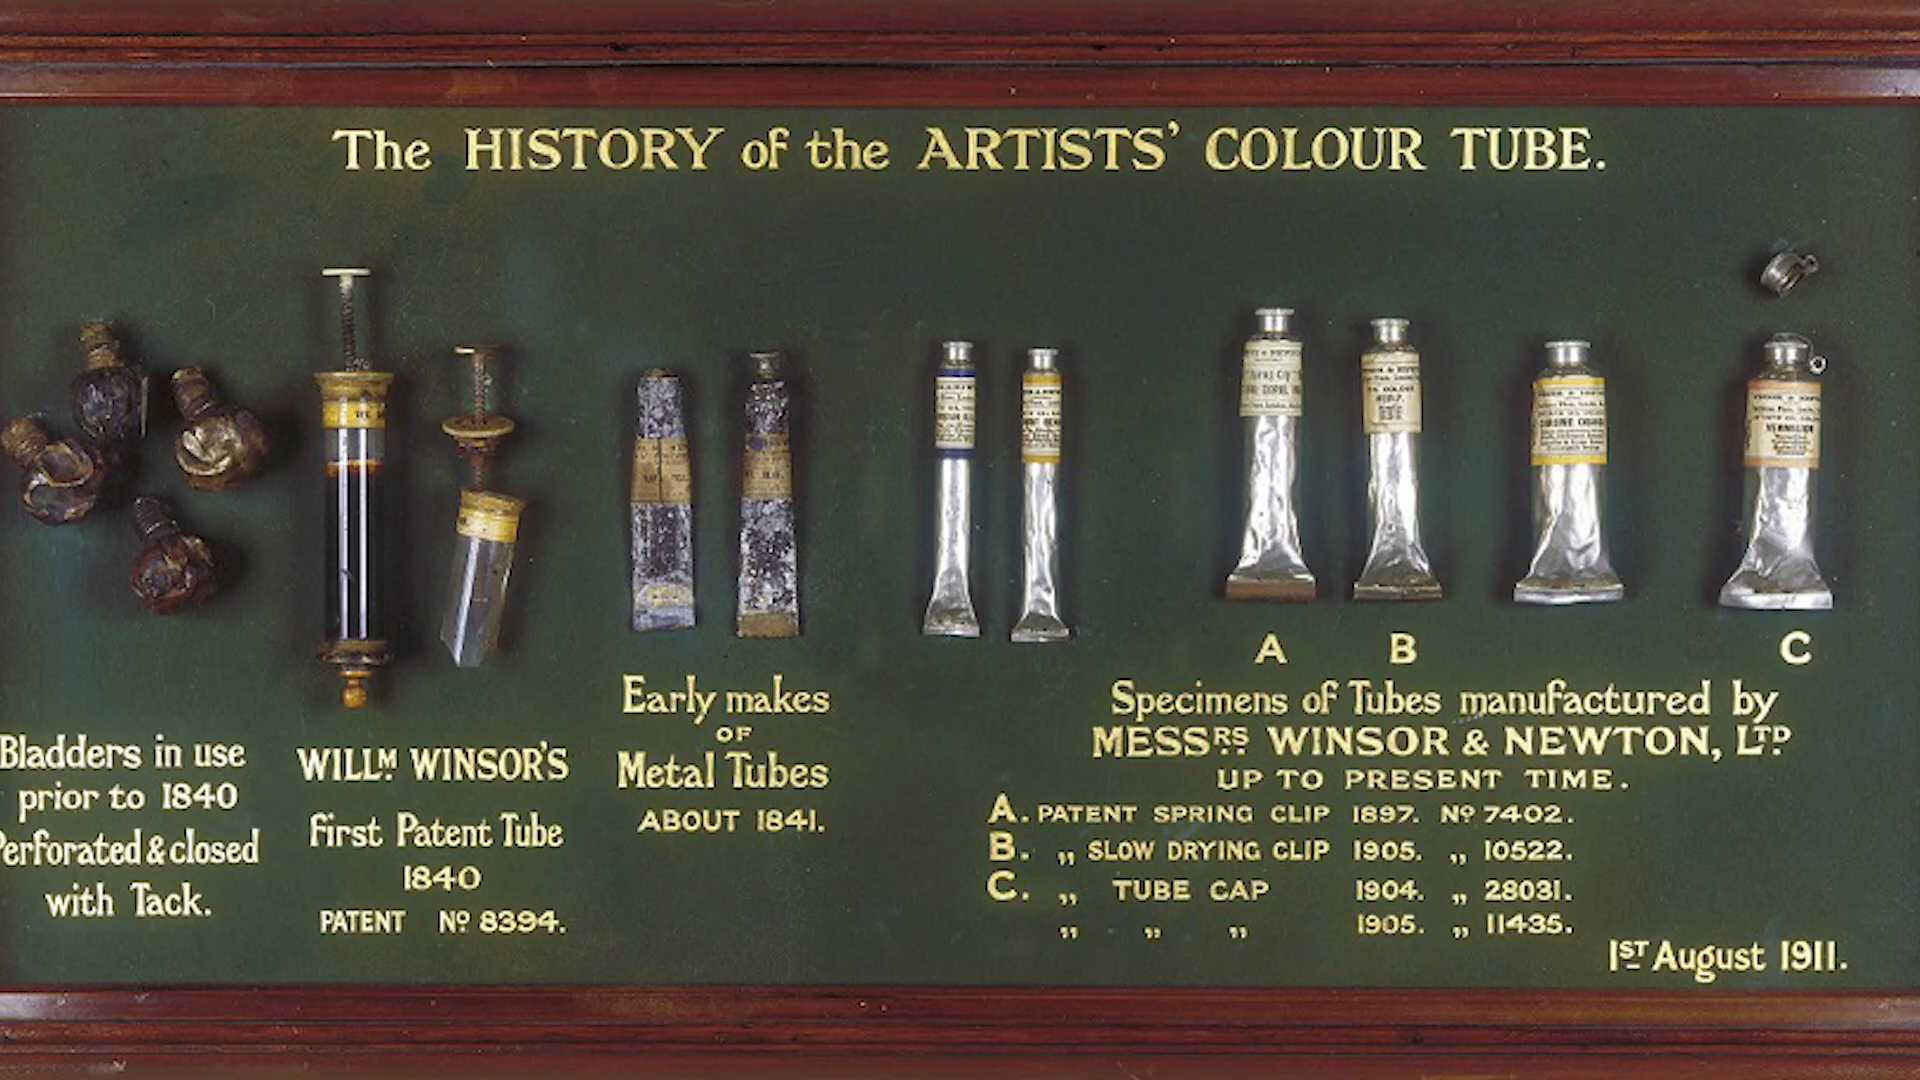 The HISTORY of the ARTISTS' COLOUR TUBE.
Bladders in use
prior to 1840
Perforated & closed
with Tack.
WILLM WINSOR'S
First Patent Tube
1840
PATENT No 8394.
Early makes
OF
Metal Tubes
ABOUT 1841.
A B C
Specimens of Tubes manufactured by
MESSRS WINSOR & NEWTON, LTD
UP TO PRESENT TIME.
A. PATENT SPRING CLIP 1897. No 7402.
B. „ SLOW DRYING CLIP 1905. „ 10522.
C. „ TUBE CAP 1904. „ 28031.
„ „ „ 1905. „ 11435.
1ST August 1911.
VERMILION